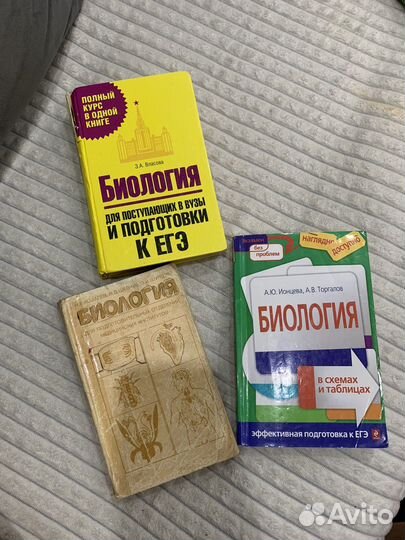 ПОЛНЫЙ
КУРС
В ОДНОЙ
КНИГЕ
З.А. Власова
БИОЛОГИЯ
ДЛЯ ПОСТУПАЮЩИХ В ВУЗЫ
И ПОДГОТОВКИ
К ЕГЭ
БИОЛОГИЯ
экзамен
без
проблем
наглядно
доступно
А.Ю. Ионцева, А.В. Торгалов
БИОЛОГИЯ
в схемах
и таблицах
эффективная подготовка к ЕГЭ
Avito